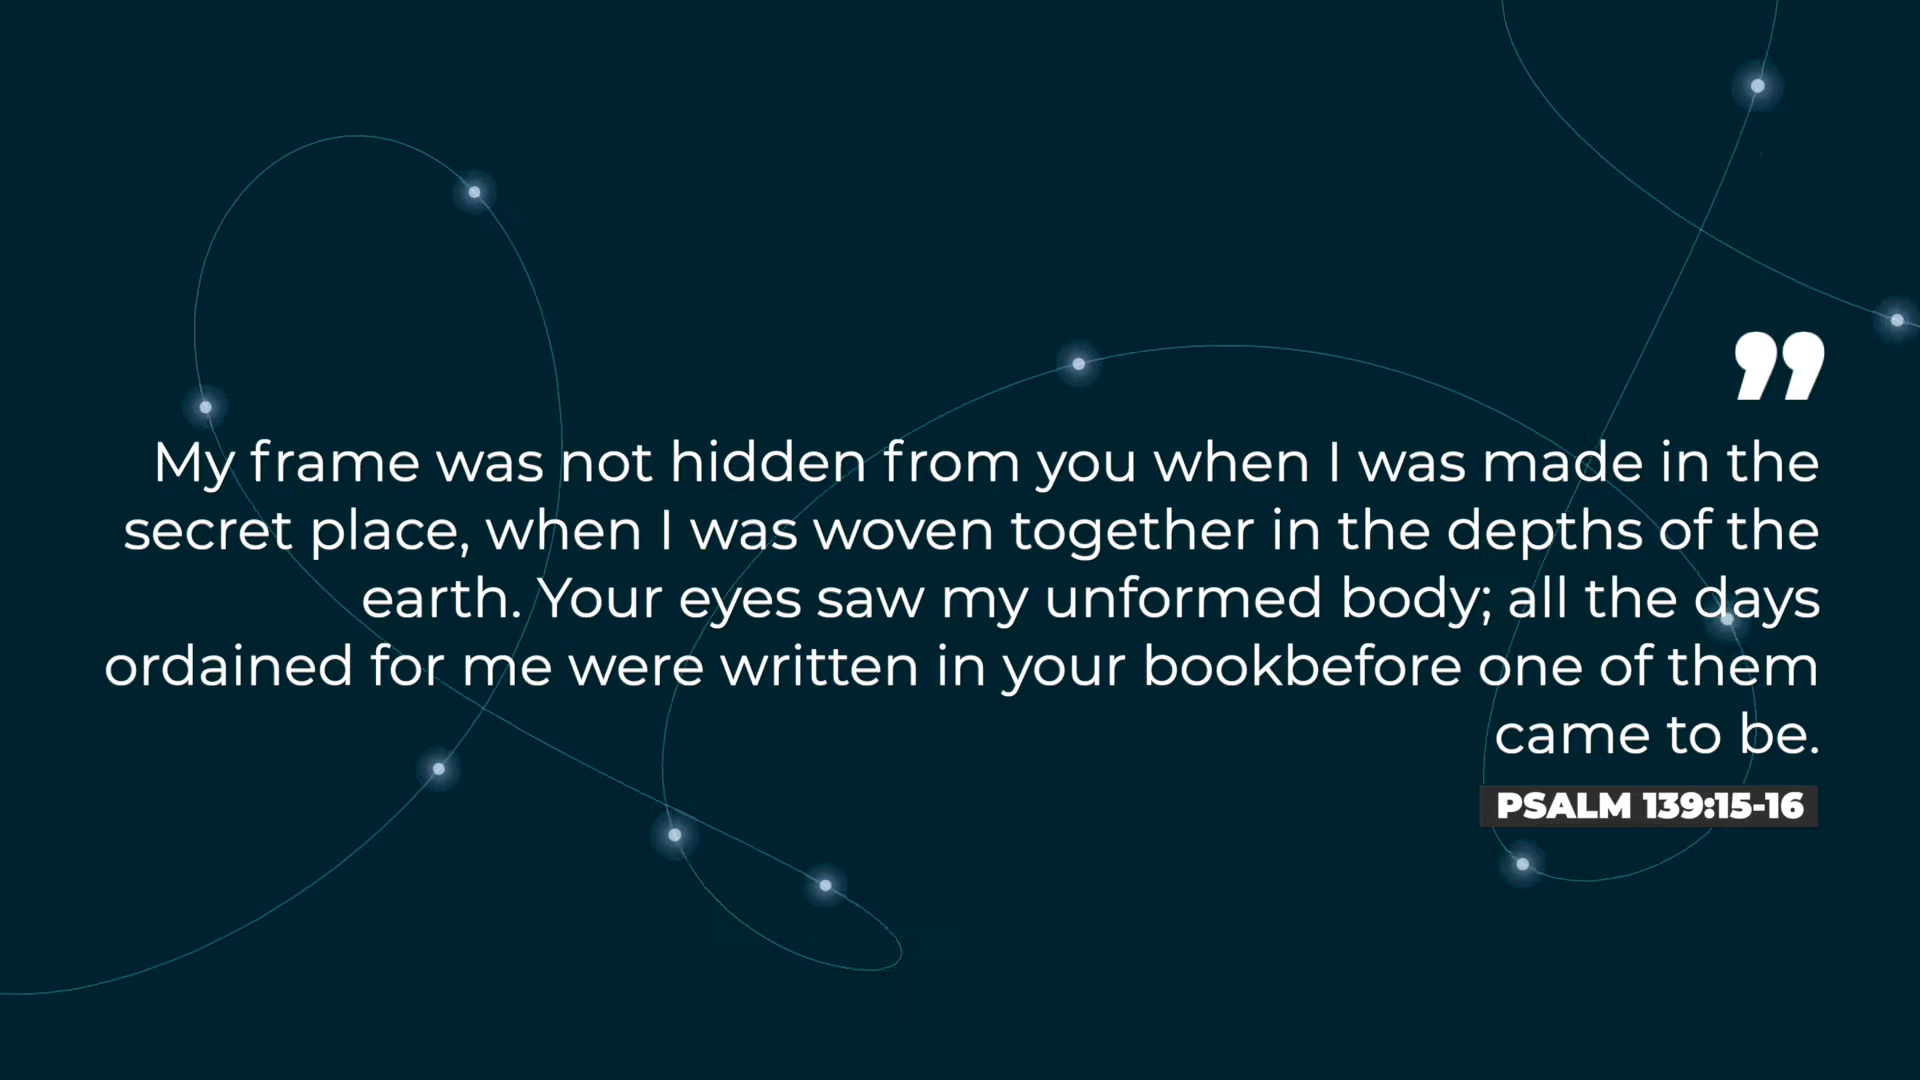 ”
My frame was not hidden from you when I was made in the
secret place, when I was woven together in the depths of the
earth. Your eyes saw my unformed body; all the days
ordained for me were written in your bookbefore one of them
came to be.
PSALM 139:15-16